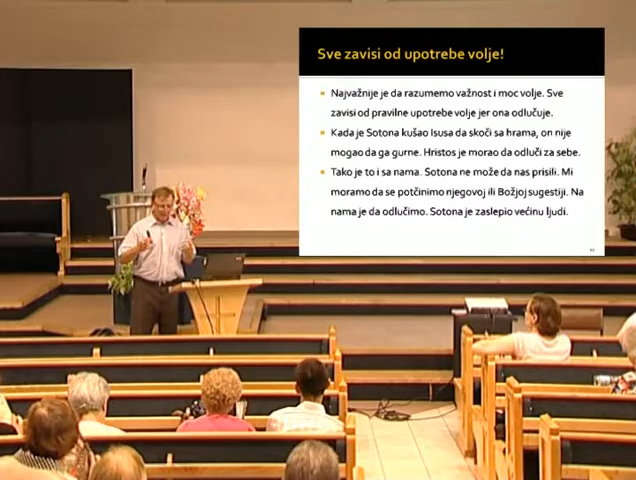 Sve zavisi od upotrebe volje!
Najvažnije je da razumemo važnost i moc volje. Sve
zavisi od pravilne upotrebe volje jer ona odlučuje.
Kada je Sotona kušao Isusa da skoči sa hrama, on nije
mogao da ga gurne. Hristos je morao da odluči za sebe.
Tako je to i sa nama. Sotona ne može da nas prisili. Mi
moramo da se potčinimo njegovoj ili Božjoj sugestiji. Na
nama je da odlučimo. Sotona je zaslepio većinu ljudi.